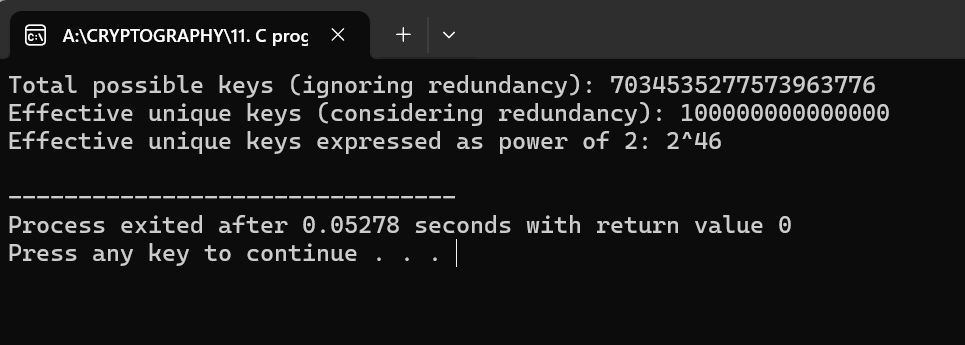 A:\CRYPTOGRAPHY\11. C prog
Total possible keys (ignoring redundancy): 7034535277573963776
Effective unique keys (considering redundancy): 100000000000000
Effective unique keys expressed as power of 2: 2^46
--------------------------------
Process exited after 0.05278 seconds with return value 0
Press any key to continue . . .